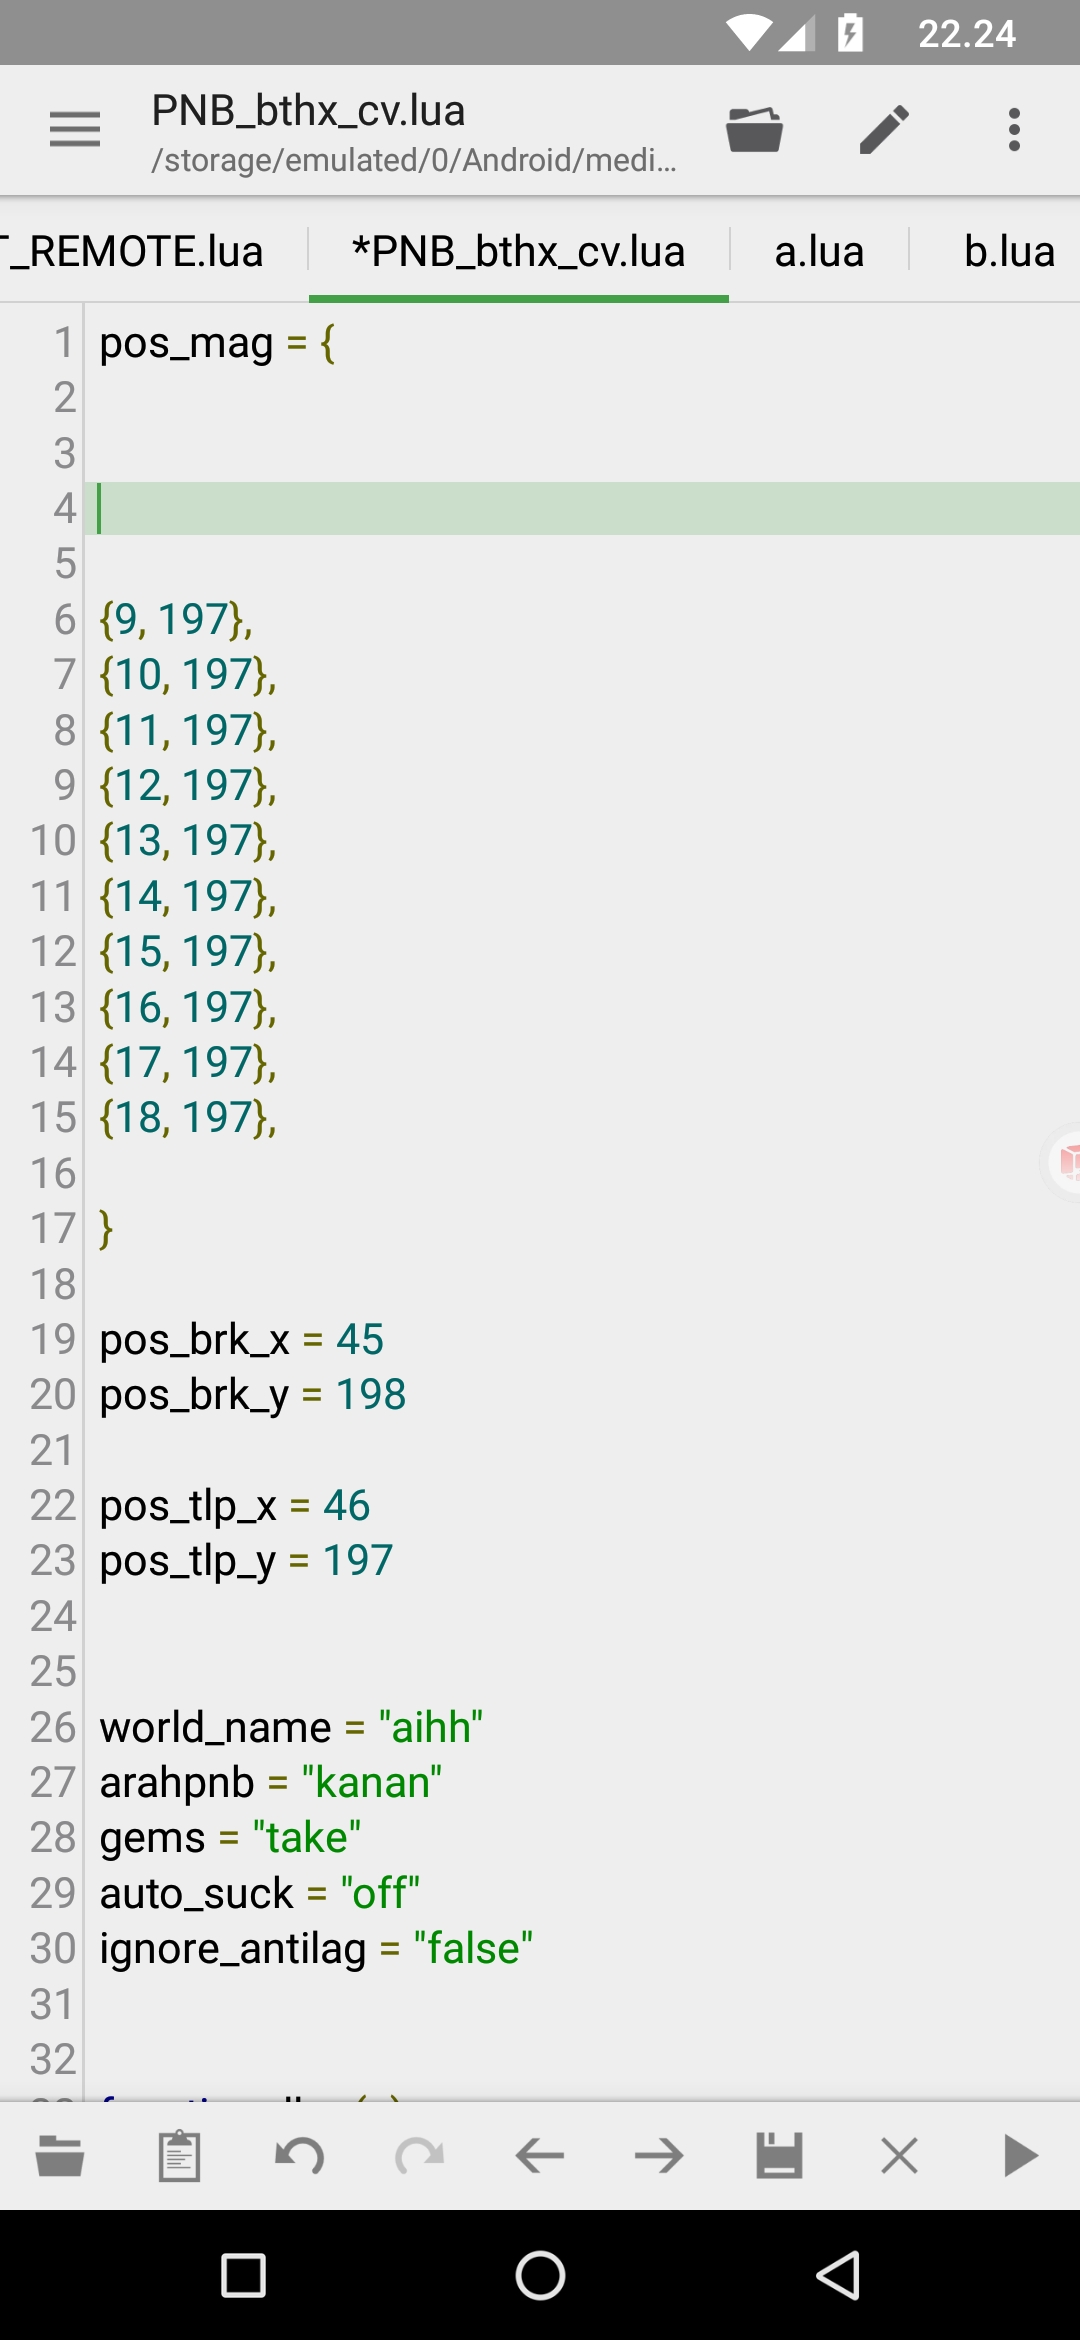 22.24
PNB_bthx_cv.lua
/storage/emulated/0/Android/medi...
T_REMOTE.lua
*PNB_bthx_cv.lua
a.lua
b.lua
1 pos_mag = {
2
3
4
5
6 {9, 197},
7 {10, 197},
8 {11, 197},
9 {12, 197},
10 {13, 197},
11 {14, 197},
12 {15, 197},
13 {16, 197},
14 {17, 197},
15 {18, 197},
16
17 }
18
19 pos_brk_x = 45
20 pos_brk_y = 198
21
22 pos_tlp_x = 46
23 pos_tlp_y = 197
24
25
26 world_name = "aihh"
27 arahpnb = "kanan"
28 gems = "take"
29 auto_suck = "off"
30 ignore_antilag = "false"
31
32